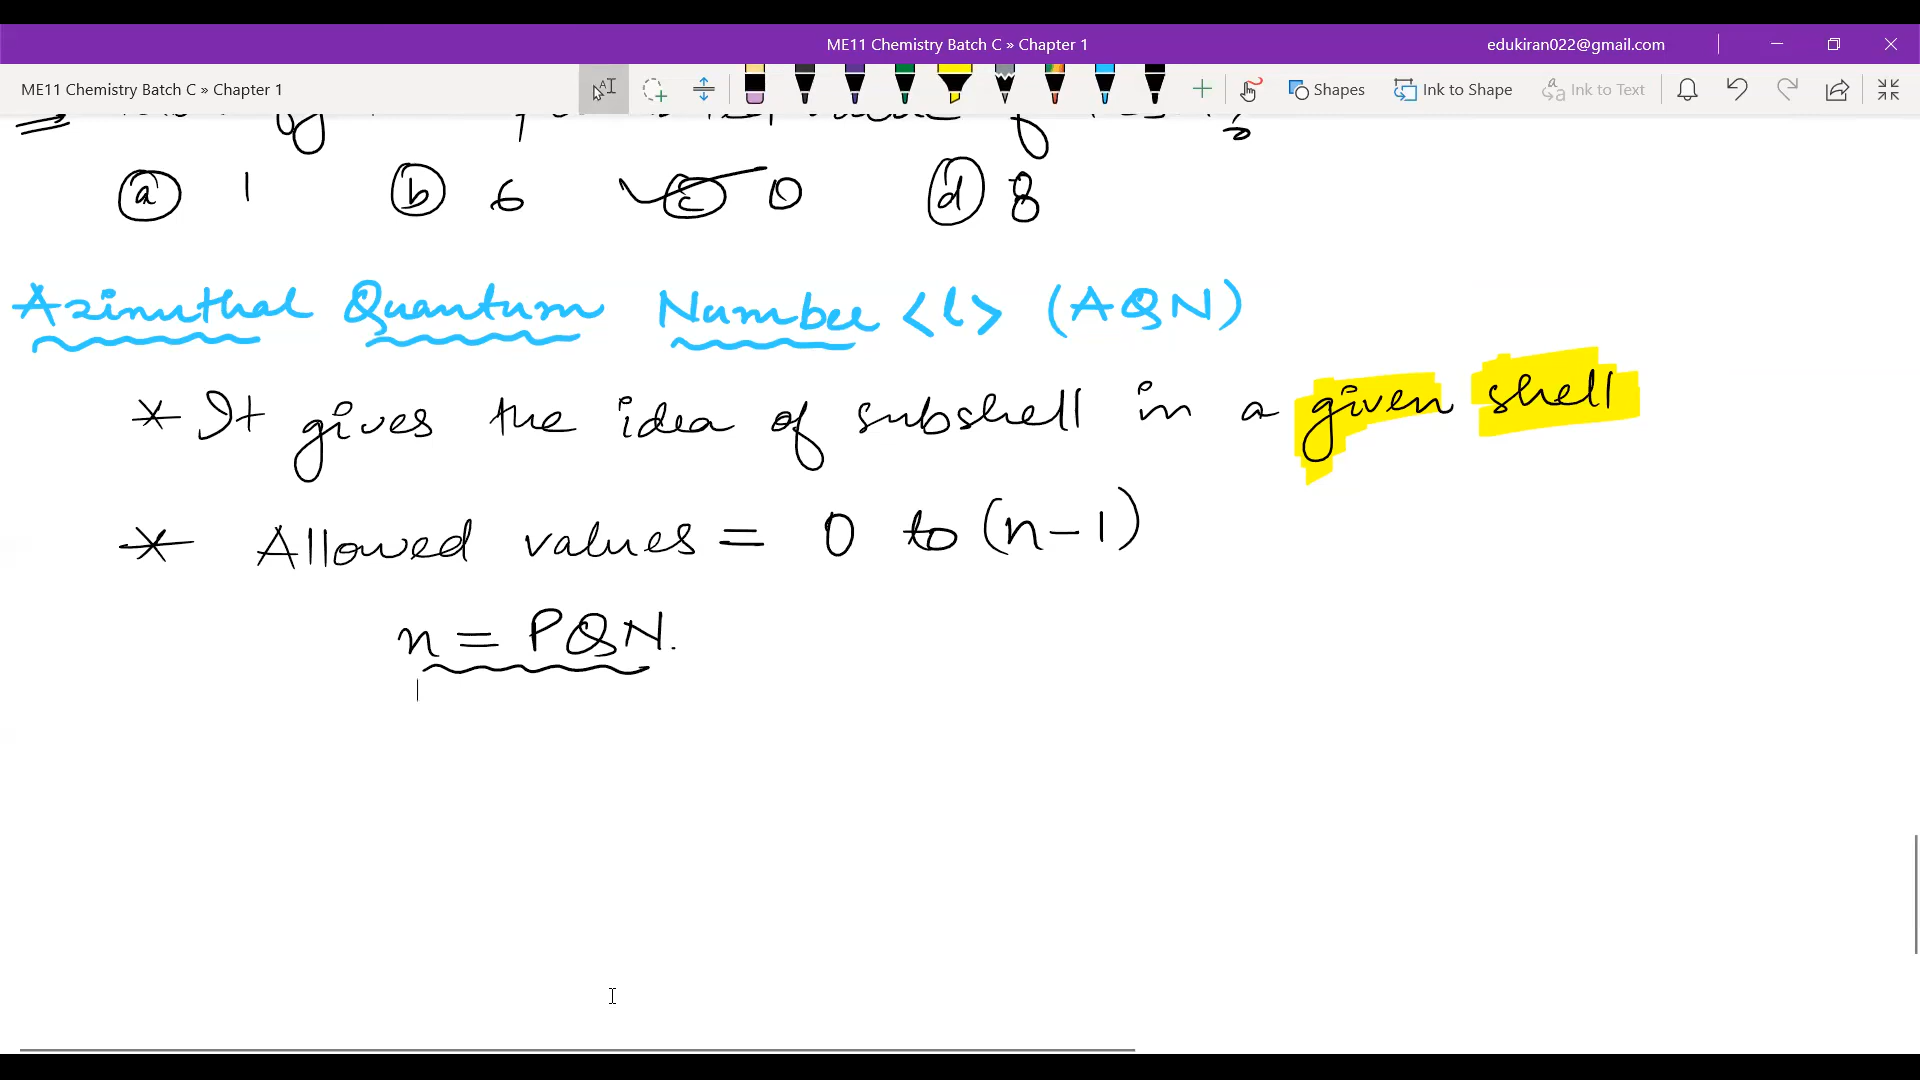 ME11 Chemistry Batch C » Chapter 1 edukiran022@gmail.com
ME11 Chemistry Batch C » Chapter 1 Shapes Ink to Shape Ink to Text
a 1 b 6 c 0 d 8
Azimuthal Quantum Number <l> (AQN)
* It gives the idea of subshell in a given shell
* Allowed values = 0 to (n-1)
n = PQN.